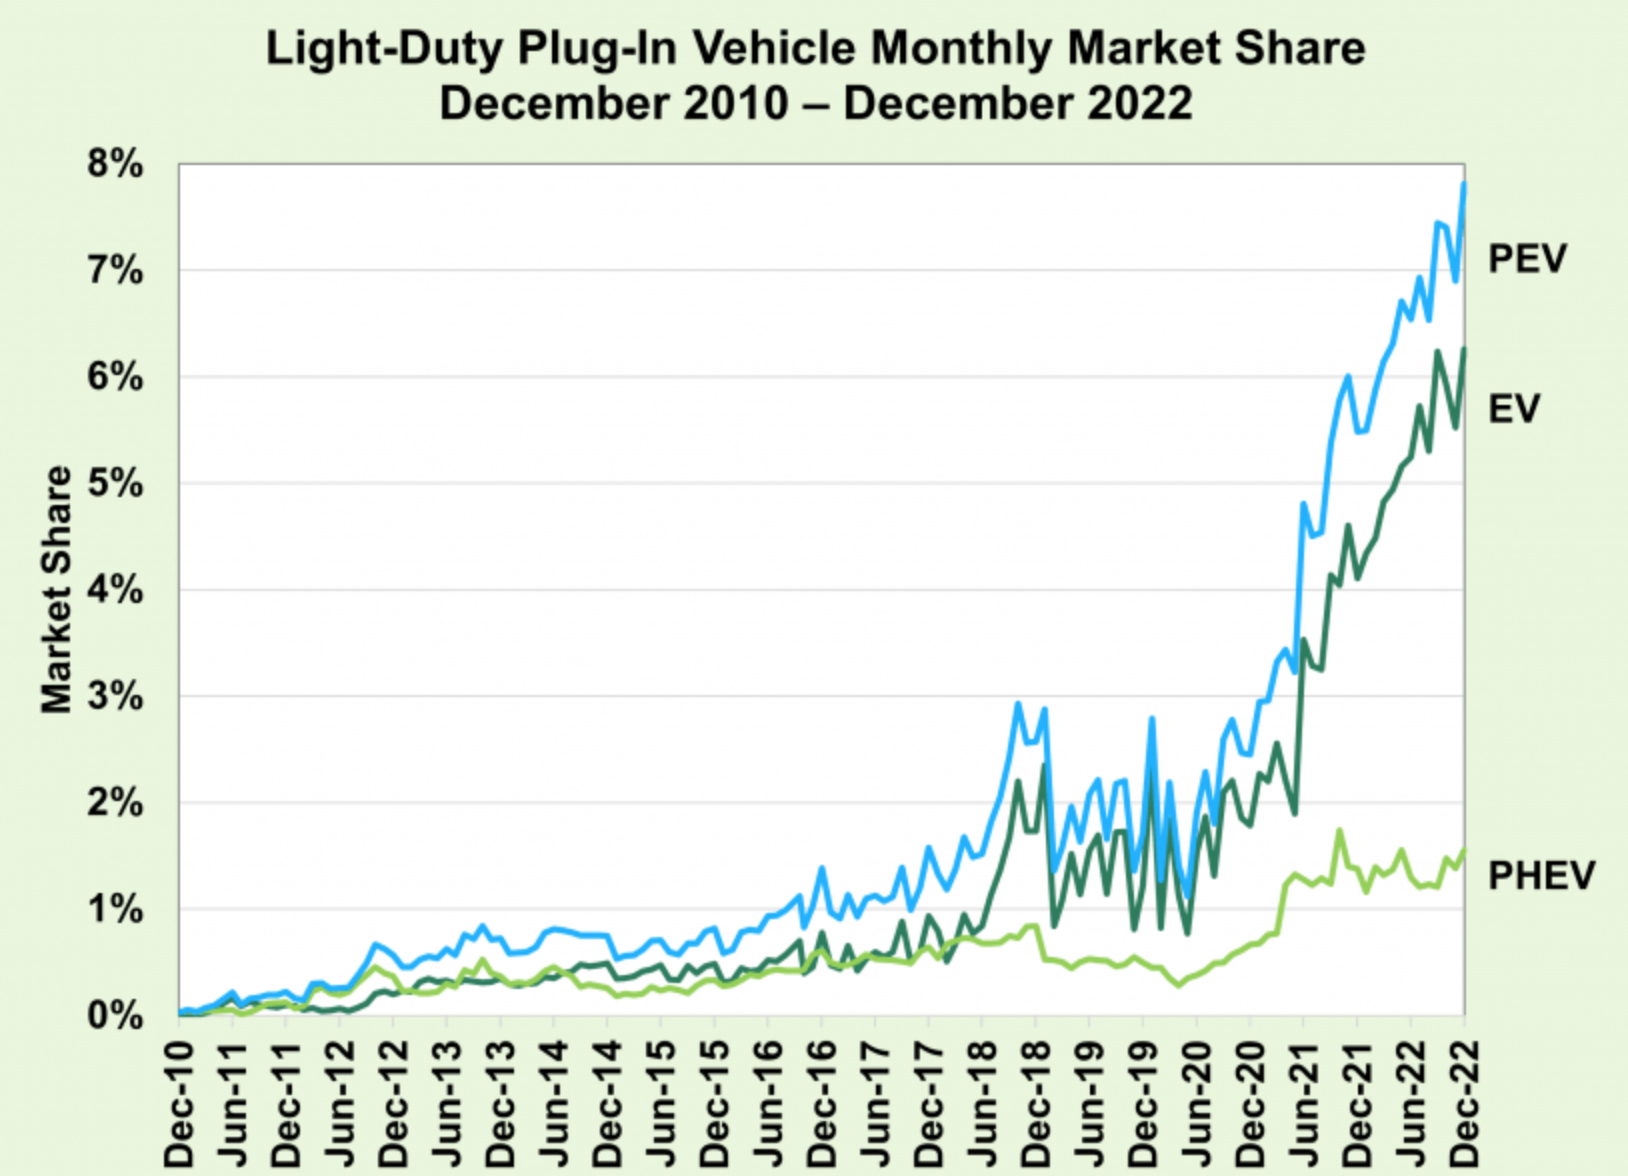 Light-Duty Plug-In Vehicle Monthly Market Share
December 2010 – December 2022
8%
7%
6%
5%
4%
3%
2%
1%
0%
Market Share
PEV
EV
PHEV
Dec-10
Jun-11
Dec-11
Jun-12
Dec-12
Jun-13
Dec-13
Jun-14
Dec-14
Jun-15
Dec-15
Jun-16
Dec-16
Jun-17
Dec-17
Jun-18
Dec-18
Jun-19
Dec-19
Jun-20
Dec-20
Jun-21
Dec-21
Jun-22
Dec-22